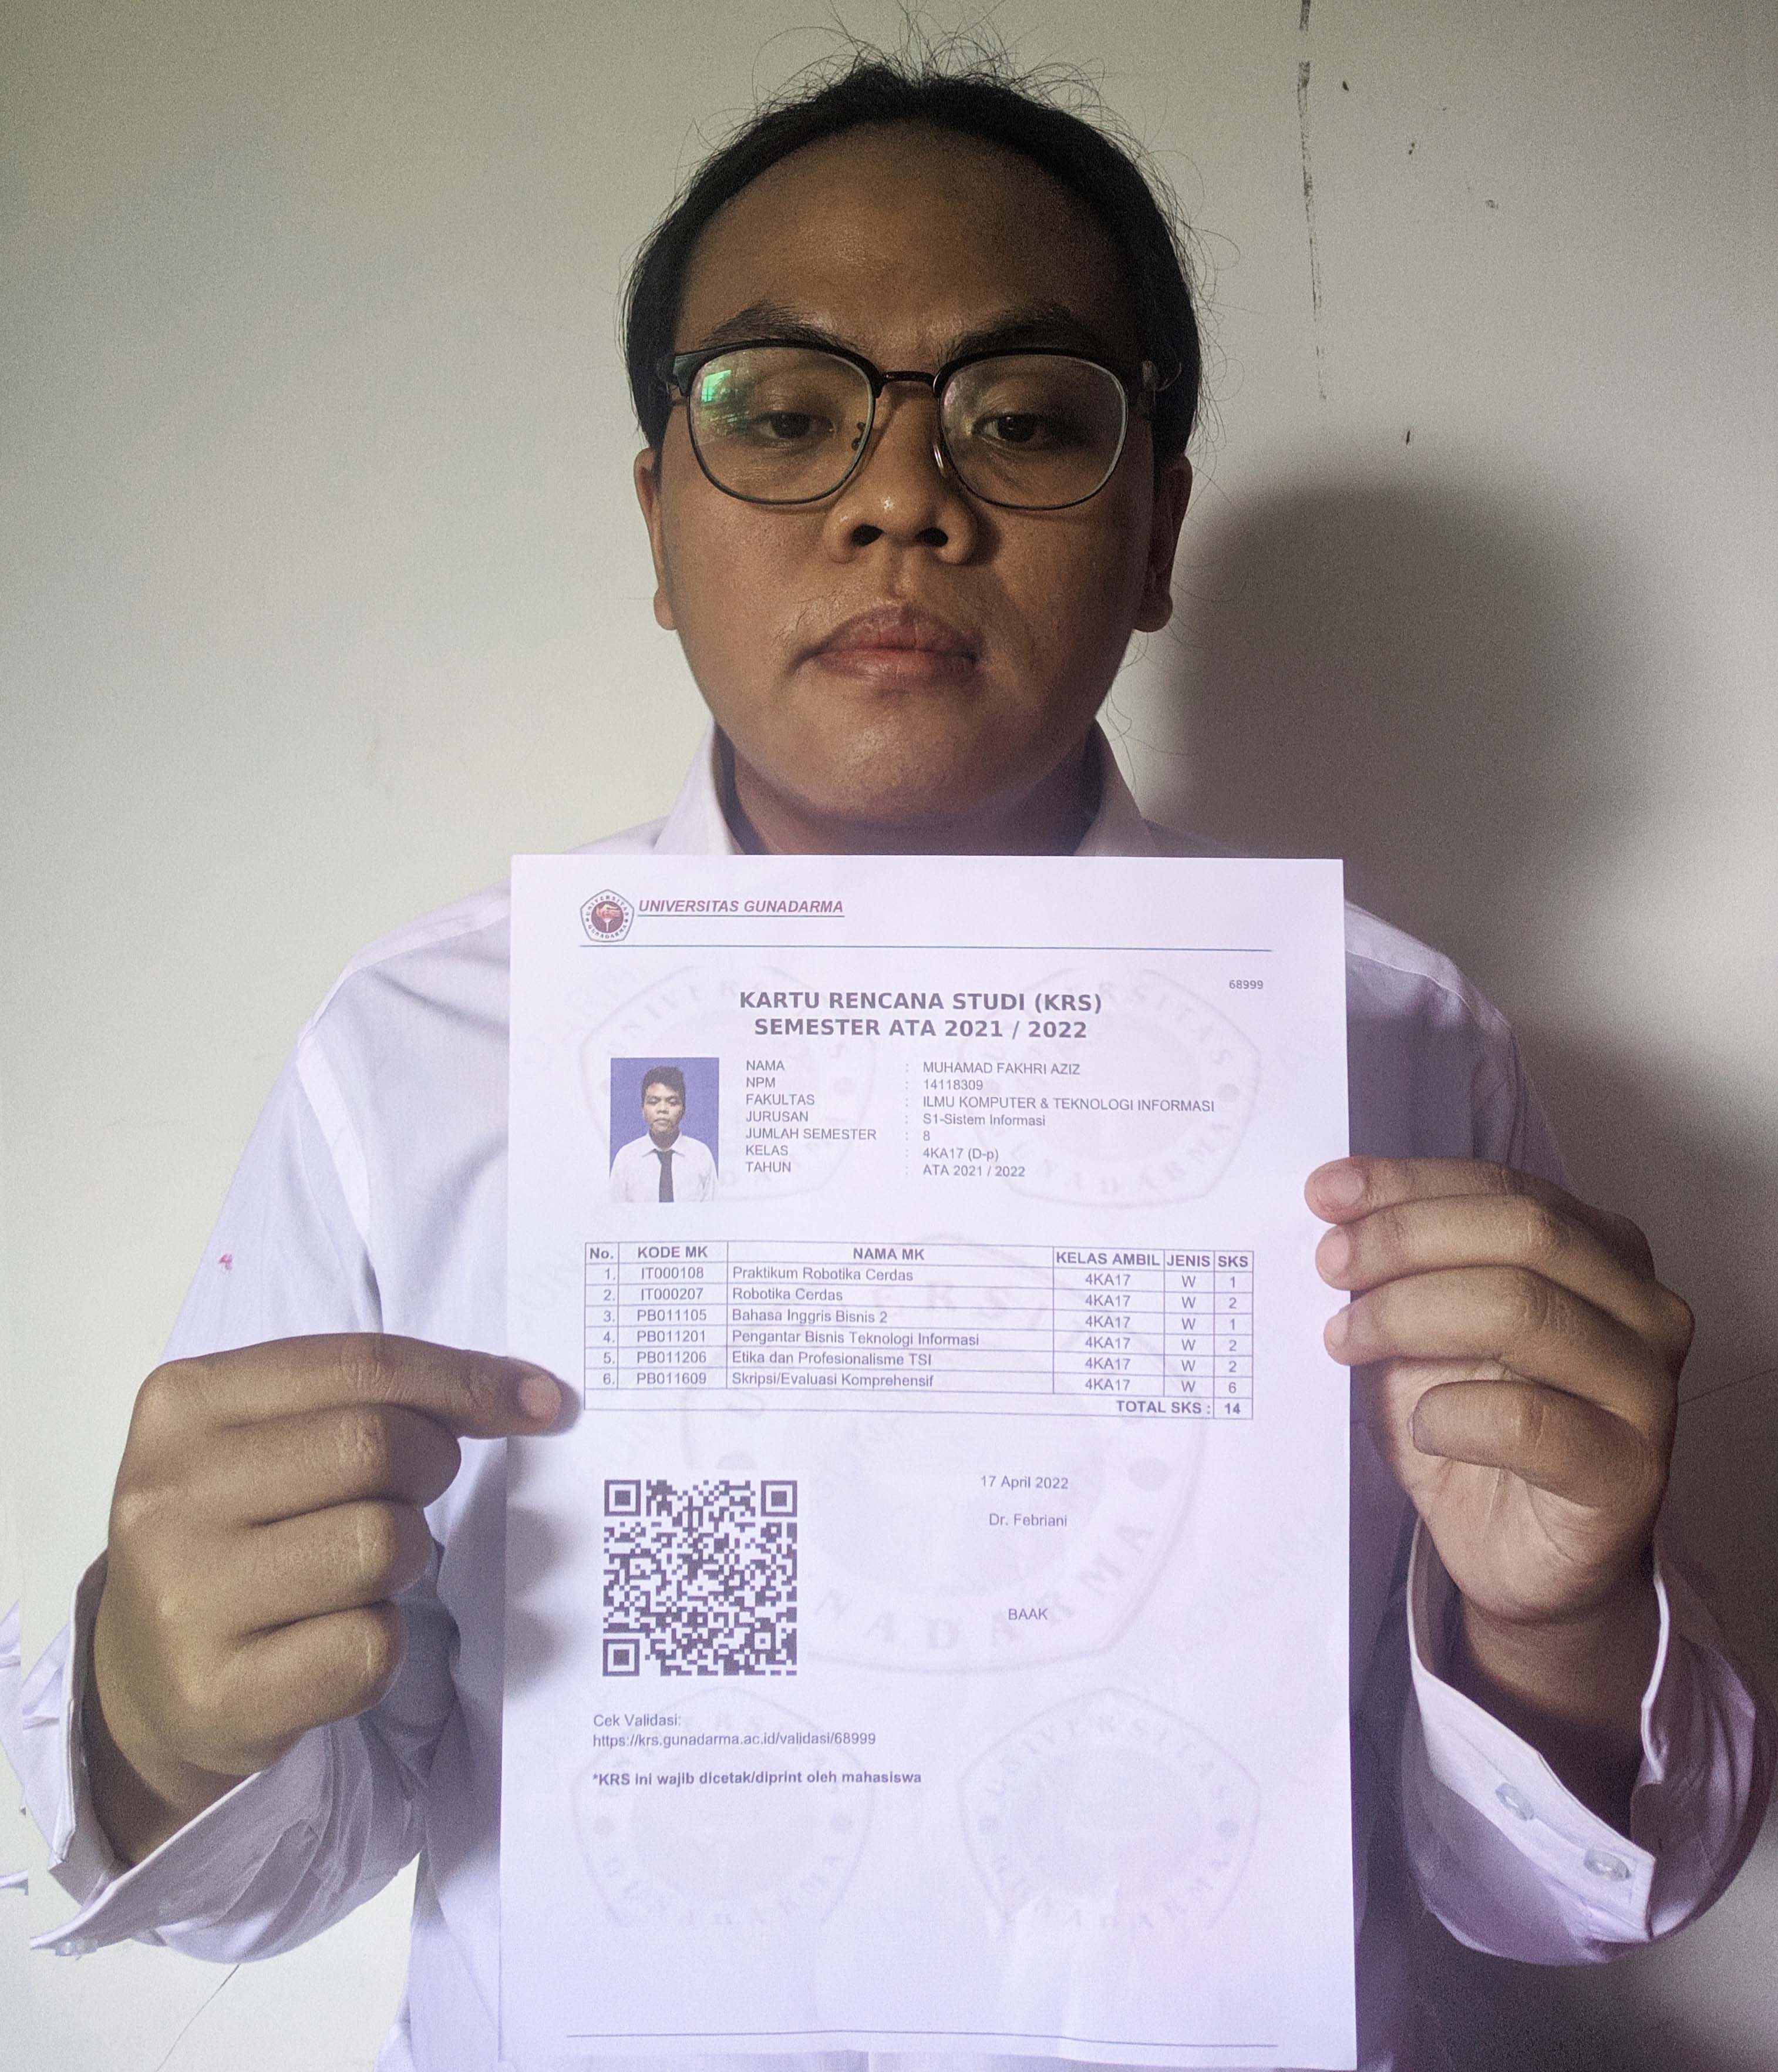 UNIVERSITAS GUNADARMA
68999
KARTU RENCANA STUDI (KRS)
SEMESTER ATA 2021 / 2022
NAMA : MUHAMAD FAKHRI AZIZ
NPM : 14118309
FAKULTAS : ILMU KOMPUTER & TEKNOLOGI INFORMASI
JURUSAN : S1-Sistem Informasi
JUMLAH SEMESTER : 8
KELAS : 4KA17 (D-p)
TAHUN : ATA 2021 / 2022
No. KODE MK NAMA MK KELAS AMBIL JENIS SKS
1. IT000108 Praktikum Robotika Cerdas 4KA17 W 1
2. IT000207 Robotika Cerdas 4KA17 W 2
3. PB011105 Bahasa Inggris Bisnis 2 4KA17 W 1
4. PB011201 Pengantar Bisnis Teknologi Informasi 4KA17 W 2
5. PB011206 Etika dan Profesionalisme TSI 4KA17 W 2
6. PB011609 Skripsi/Evaluasi Komprehensif 4KA17 W 6
TOTAL SKS : 14
17 April 2022
Dr. Febriani
BAAK
Cek Validasi:
https://krs.gunadarma.ac.id/validasi/68999
*KRS ini wajib dicetak/diprint oleh mahasiswa